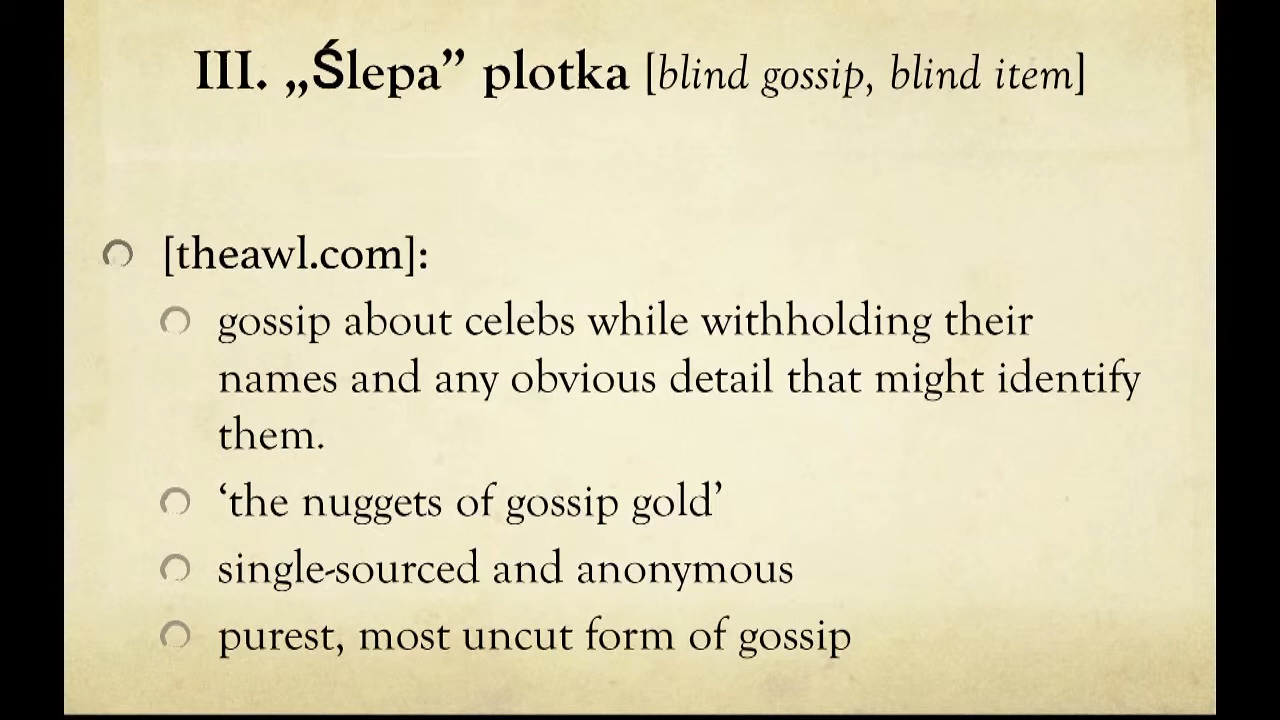 III. „Ślepa” plotka [blind gossip, blind item]
[theawl.com]:
gossip about celebs while withholding their
names and any obvious detail that might identify
them.
‘the nuggets of gossip gold’
single-sourced and anonymous
purest, most uncut form of gossip